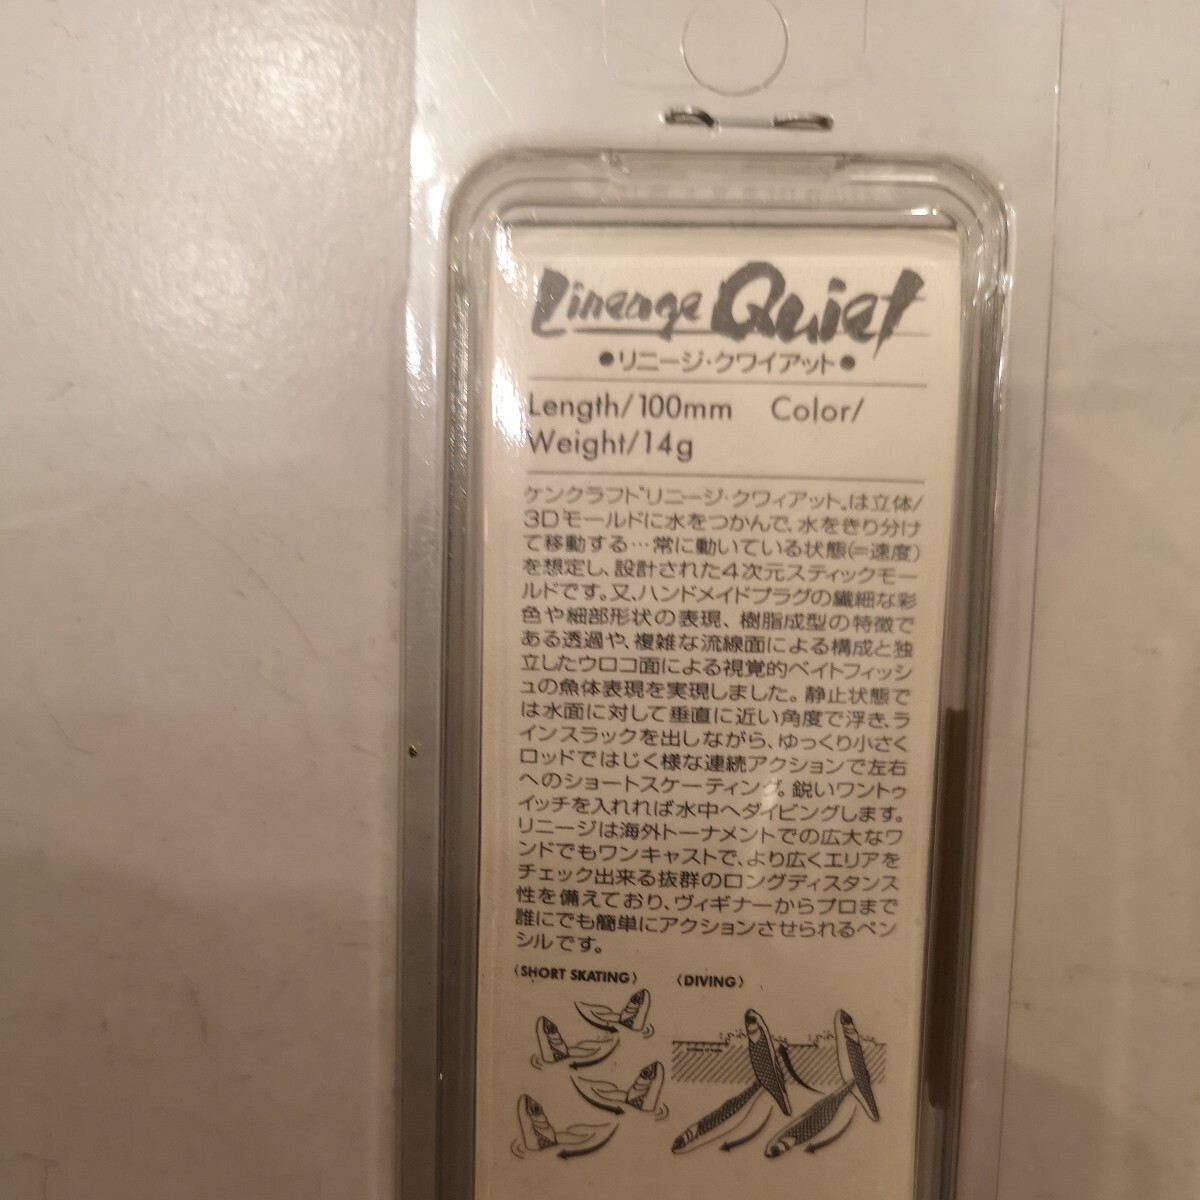 Lineage Quiet
●リニージ・クワイアット●
Length/100mm Color/
Weight/14g
ケンクラフト"リニージ・クワィアット„は立体/
3Dモールドに水をつかんで、水をきり分け
て移動する…常に動いている状態(=速度)
を想定し、設計された4次元スティックモー
ルドです。又、ハンドメイドプラグの繊細な彩
色や細部形状の表現、樹脂成型の特徴で
ある透過や、複雑な流線面による構成と独
立したウロコ面による視覚的ベイトフィッシ
ュの魚体表現を実現しました。静止状態で
は水面に対して垂直に近い角度で浮き、ラ
インスラックを出しながら、ゆっくり小さく
ロッドではじく様な連続アクションで左右
へのショートスケーティング。鋭いワントゥ
イッチを入れれば水中へダイビングします。
リニージは海外トーナメントでの広大なワ
ンドでもワンキャストで、より広くエリアを
チェック出来る抜群のロングディスタンス
性を備えており、ヴィギナーからプロまで
誰にでも簡単にアクションさせられるペン
シルです。
〈SHORT SKATING〉 〈DIVING〉